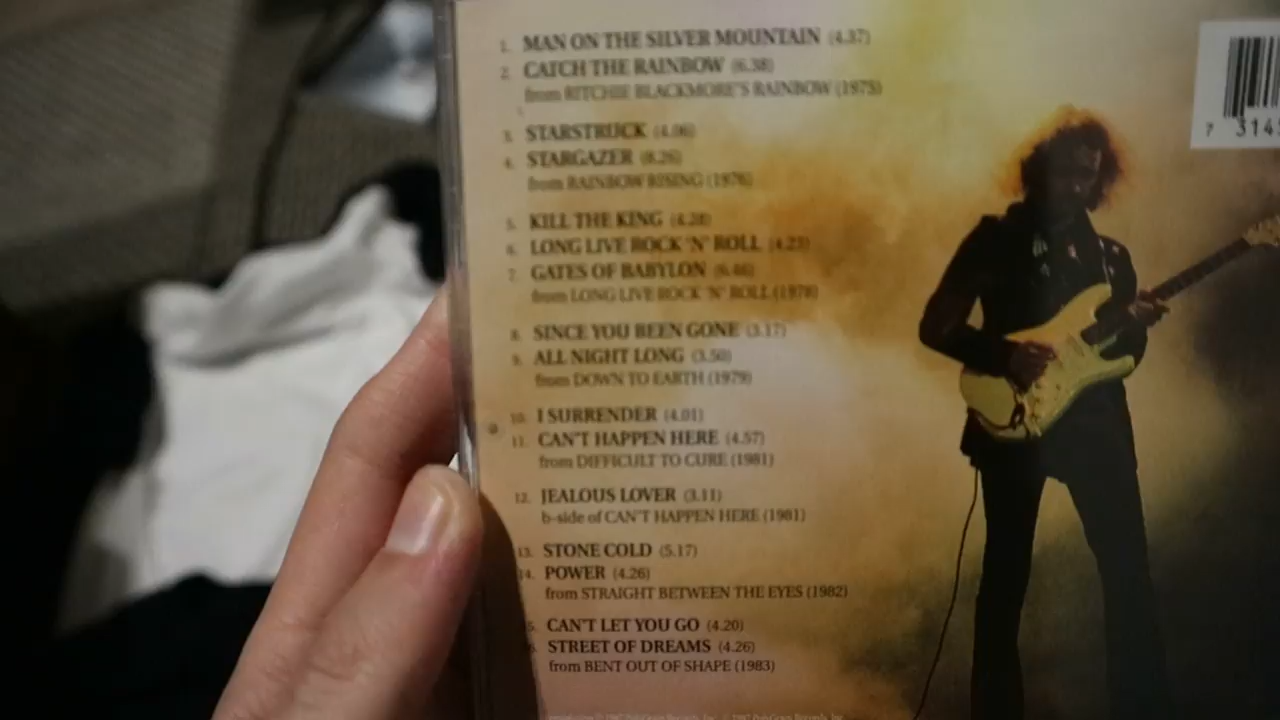 1. MAN ON THE SILVER MOUNTAIN (4.37)
2. CATCH THE RAINBOW (6.38)
from RITCHIE BLACKMORE'S RAINBOW (1975)
3. STARSTRUCK (4.06)
4. STARGAZER (8.26)
from RAINBOW RISING (1976)
5. KILL THE KING (4.28)
6. LONG LIVE ROCK 'N' ROLL (4.23)
7. GATES OF BABYLON (6.46)
from LONG LIVE ROCK 'N' ROLL (1978)
8. SINCE YOU BEEN GONE (3.17)
9. ALL NIGHT LONG (3.50)
from DOWN TO EARTH (1979)
10. I SURRENDER (4.01)
11. CAN'T HAPPEN HERE (4.57)
from DIFFICULT TO CURE (1981)
12. JEALOUS LOVER (3.11)
b-side of CAN'T HAPPEN HERE (1981)
13. STONE COLD (5.17)
14. POWER (4.26)
from STRAIGHT BETWEEN THE EYES (1982)
5. CAN'T LET YOU GO (4.20)
6. STREET OF DREAMS (4.26)
from BENT OUT OF SHAPE (1983)
7 314